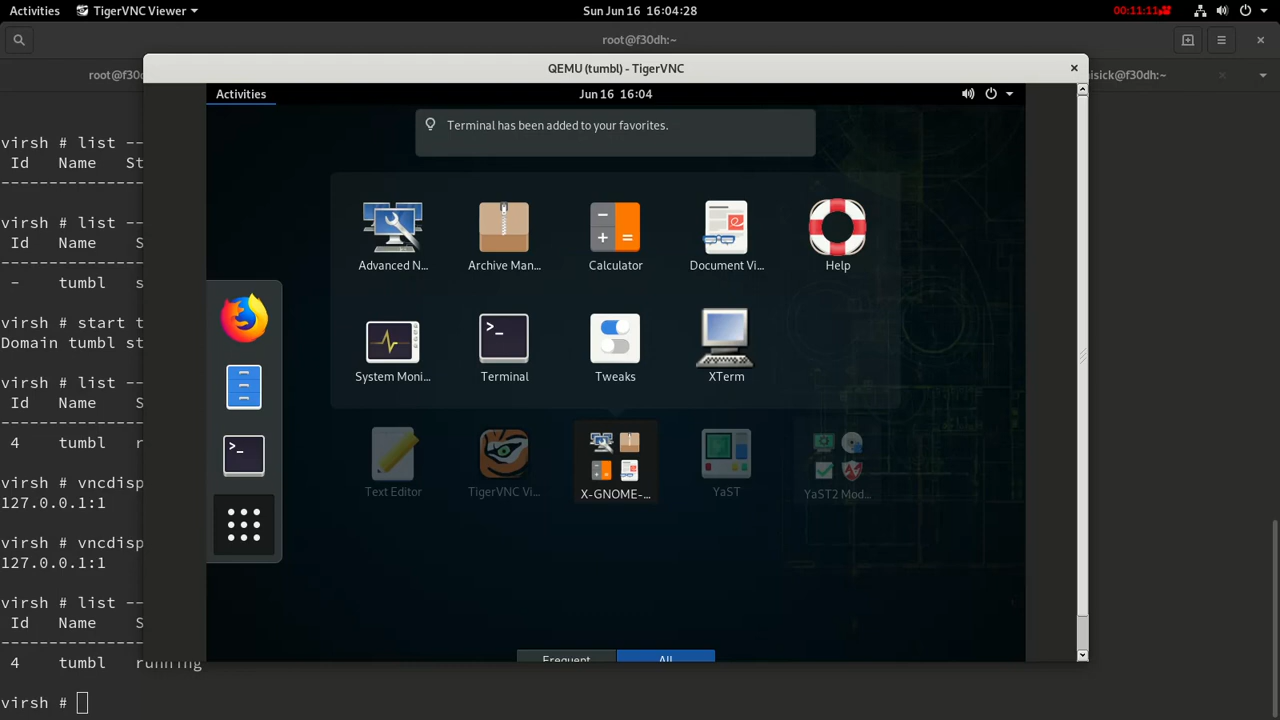 Activities
TigerVNC Viewer
Sun Jun 16 16:04:28
00:11:11
root@f30dh:~
root@f30
isick@f30dh:~
QEMU (tumbl) - TigerVNC
Activities
Jun 16 16:04
Terminal has been added to your favorites.
Advanced N...
Archive Man...
Calculator
Document Vi...
Help
System Moni...
Terminal
Tweaks
XTerm
Text Editor
TigerVNC Vi...
X-GNOME-...
YaST
YaST2 Mod...
Frequent
All
virsh # list --
Id Name St
--------------
virsh # list --
Id Name S
--------------
- tumbl s
virsh # start t
Domain tumbl st
virsh # list --
Id Name S
--------------
4 tumbl r
virsh # vncdisp
127.0.0.1:1
virsh # vncdisp
127.0.0.1:1
virsh # list --
Id Name S
--------------
4 tumbl running
virsh #